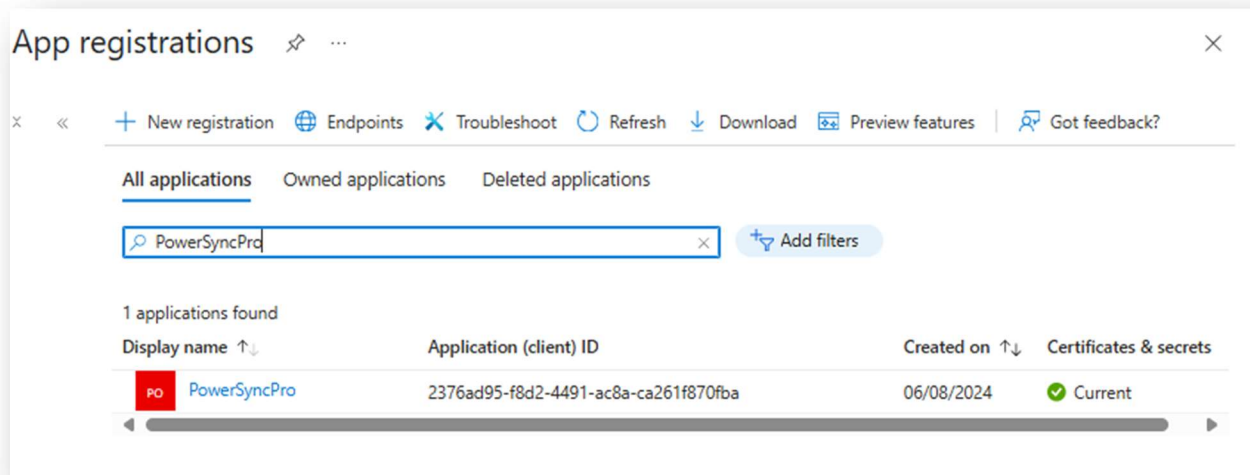 App registrations
New registration Endpoints Troubleshoot Refresh Download Preview features Got feedback?
All applications Owned applications Deleted applications
PowerSyncPro Add filters
1 applications found
Display name Application (client) ID Created on Certificates & secrets
PO PowerSyncPro 2376ad95-f8d2-4491-ac8a-ca261f870fba 06/08/2024 Current